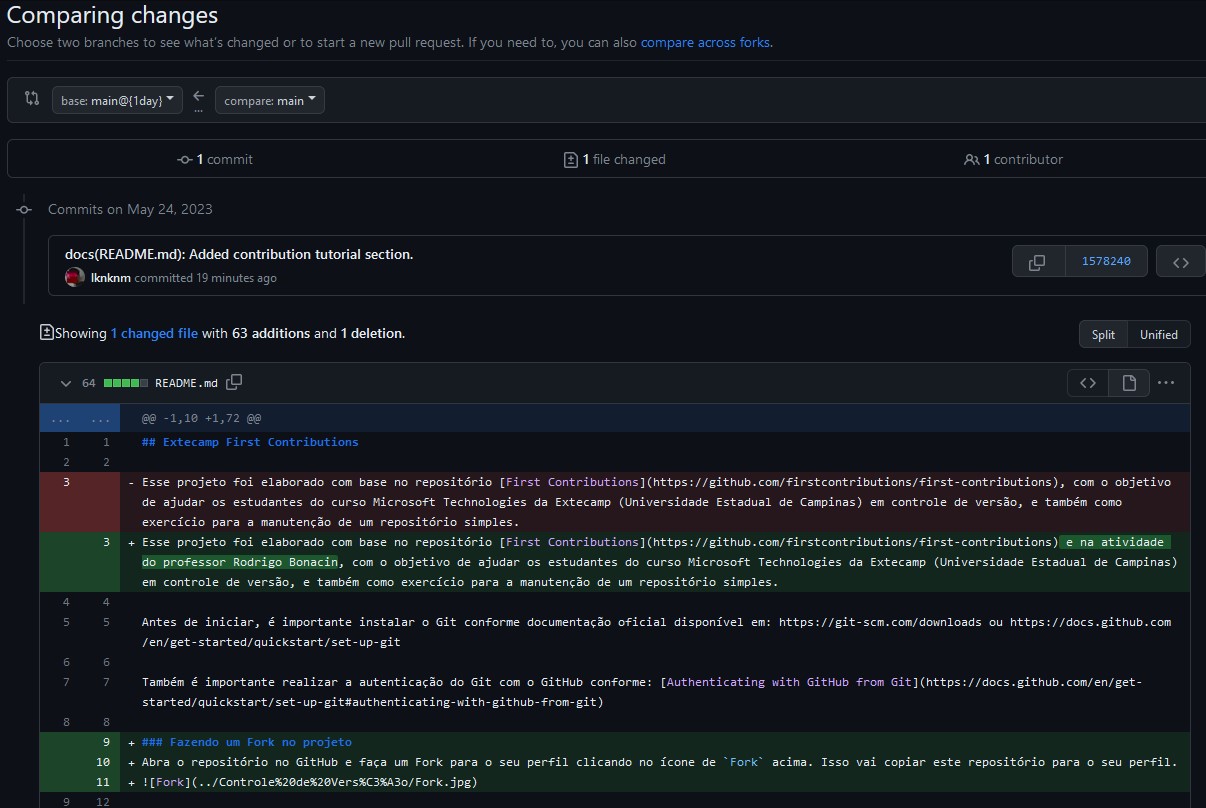 Comparing changes
Choose two branches to see what's changed or to start a new pull request. If you need to, you can also compare across forks.
base: main@{1day} ← ... compare: main
1 commit 1 file changed 1 contributor
Commits on May 24, 2023
docs(README.md): Added contribution tutorial section.
lknknm committed 19 minutes ago
1578240
Showing 1 changed file with 63 additions and 1 deletion.
Split Unified
64 README.md
... ... @@ -1,10 +1,72 @@
1 1 ## Extecamp First Contributions
2 2
3 - Esse projeto foi elaborado com base no repositório [First Contributions](https://github.com/firstcontributions/first-contributions), com o objetivo
de ajudar os estudantes do curso Microsoft Technologies da Extecamp (Universidade Estadual de Campinas) em controle de versão, e também como
exercício para a manutenção de um repositório simples.
3 + Esse projeto foi elaborado com base no repositório [First Contributions](https://github.com/firstcontributions/first-contributions) e na atividade
do professor Rodrigo Bonacin, com o objetivo de ajudar os estudantes do curso Microsoft Technologies da Extecamp (Universidade Estadual de Campinas)
em controle de versão, e também como exercício para a manutenção de um repositório simples.
4 4
5 5 Antes de iniciar, é importante instalar o Git conforme documentação oficial disponível em: https://git-scm.com/downloads ou https://docs.github.com
/en/get-started/quickstart/set-up-git
6 6
7 7 Também é importante realizar a autenticação do Git com o GitHub conforme: [Authenticating with GitHub from Git](https://docs.github.com/en/get-
started/quickstart/set-up-git#authenticating-with-github-from-git)
8 8
9 + ### Fazendo um Fork no projeto
10 + Abra o repositório no GitHub e faça um Fork para o seu perfil clicando no ícone de `Fork` acima. Isso vai copiar este repositório para o seu perfil.
11 + ![Fork](../Controle%20de%20Vers%C3%A3o/Fork.jpg)
9 12